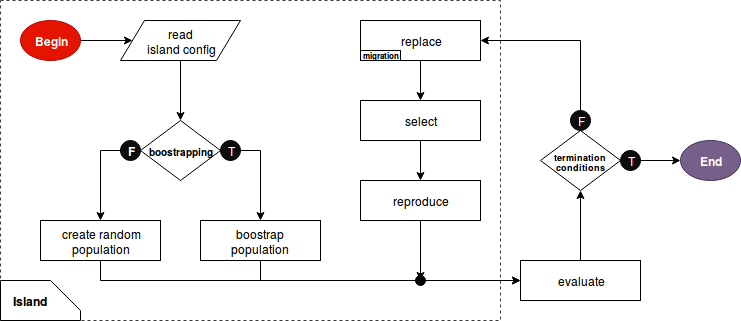 Begin
read
island config
boostrapping
F
T
create random
population
boostrap
population
Island
replace
migration
select
reproduce
evaluate
termination
conditions
F
T
End